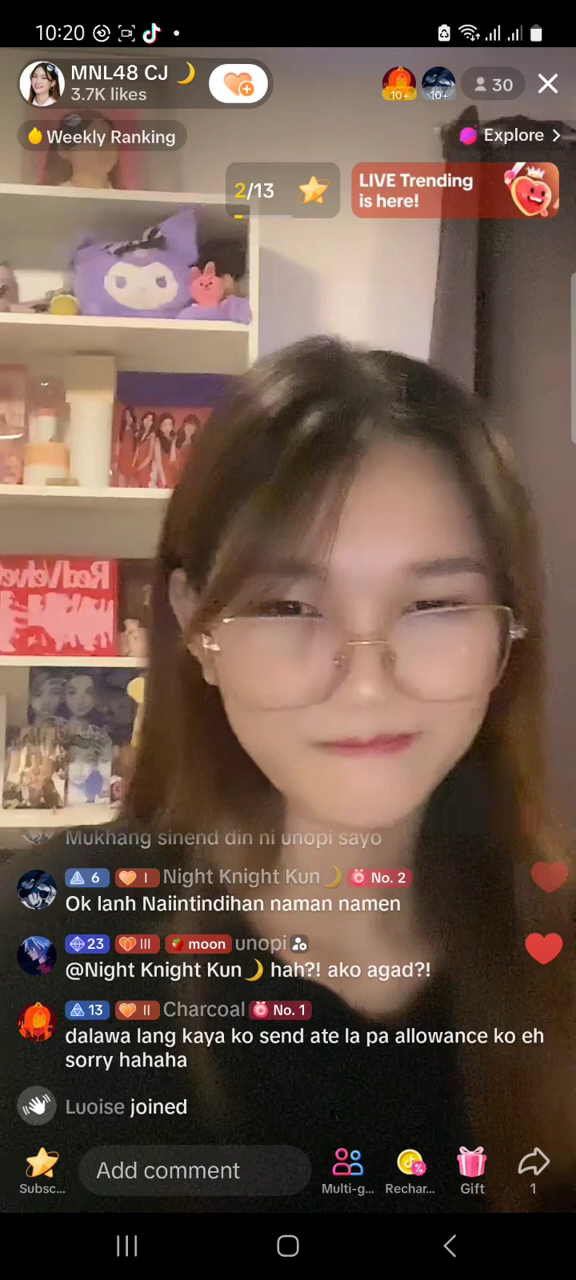 10:20
MNL48 CJ 🌙
3.7K likes
10+
10+
30
Weekly Ranking
Explore >
2/13
LIVE Trending
is here!
Red Velvet
Mukhang sinend din ni unopi sayo
6 I Night Knight Kun🌙 No. 2
Ok lanh Naiintindihan naman namen
23 III moon unopi
@Night Knight Kun🌙 hah?! ako agad?!
13 II Charcoal No. 1
dalawa lang kaya ko send ate la pa allowance ko eh
sorry hahaha
Luoise joined
Add comment
Subsc...
Multi-g...
Rechar...
Gift
1